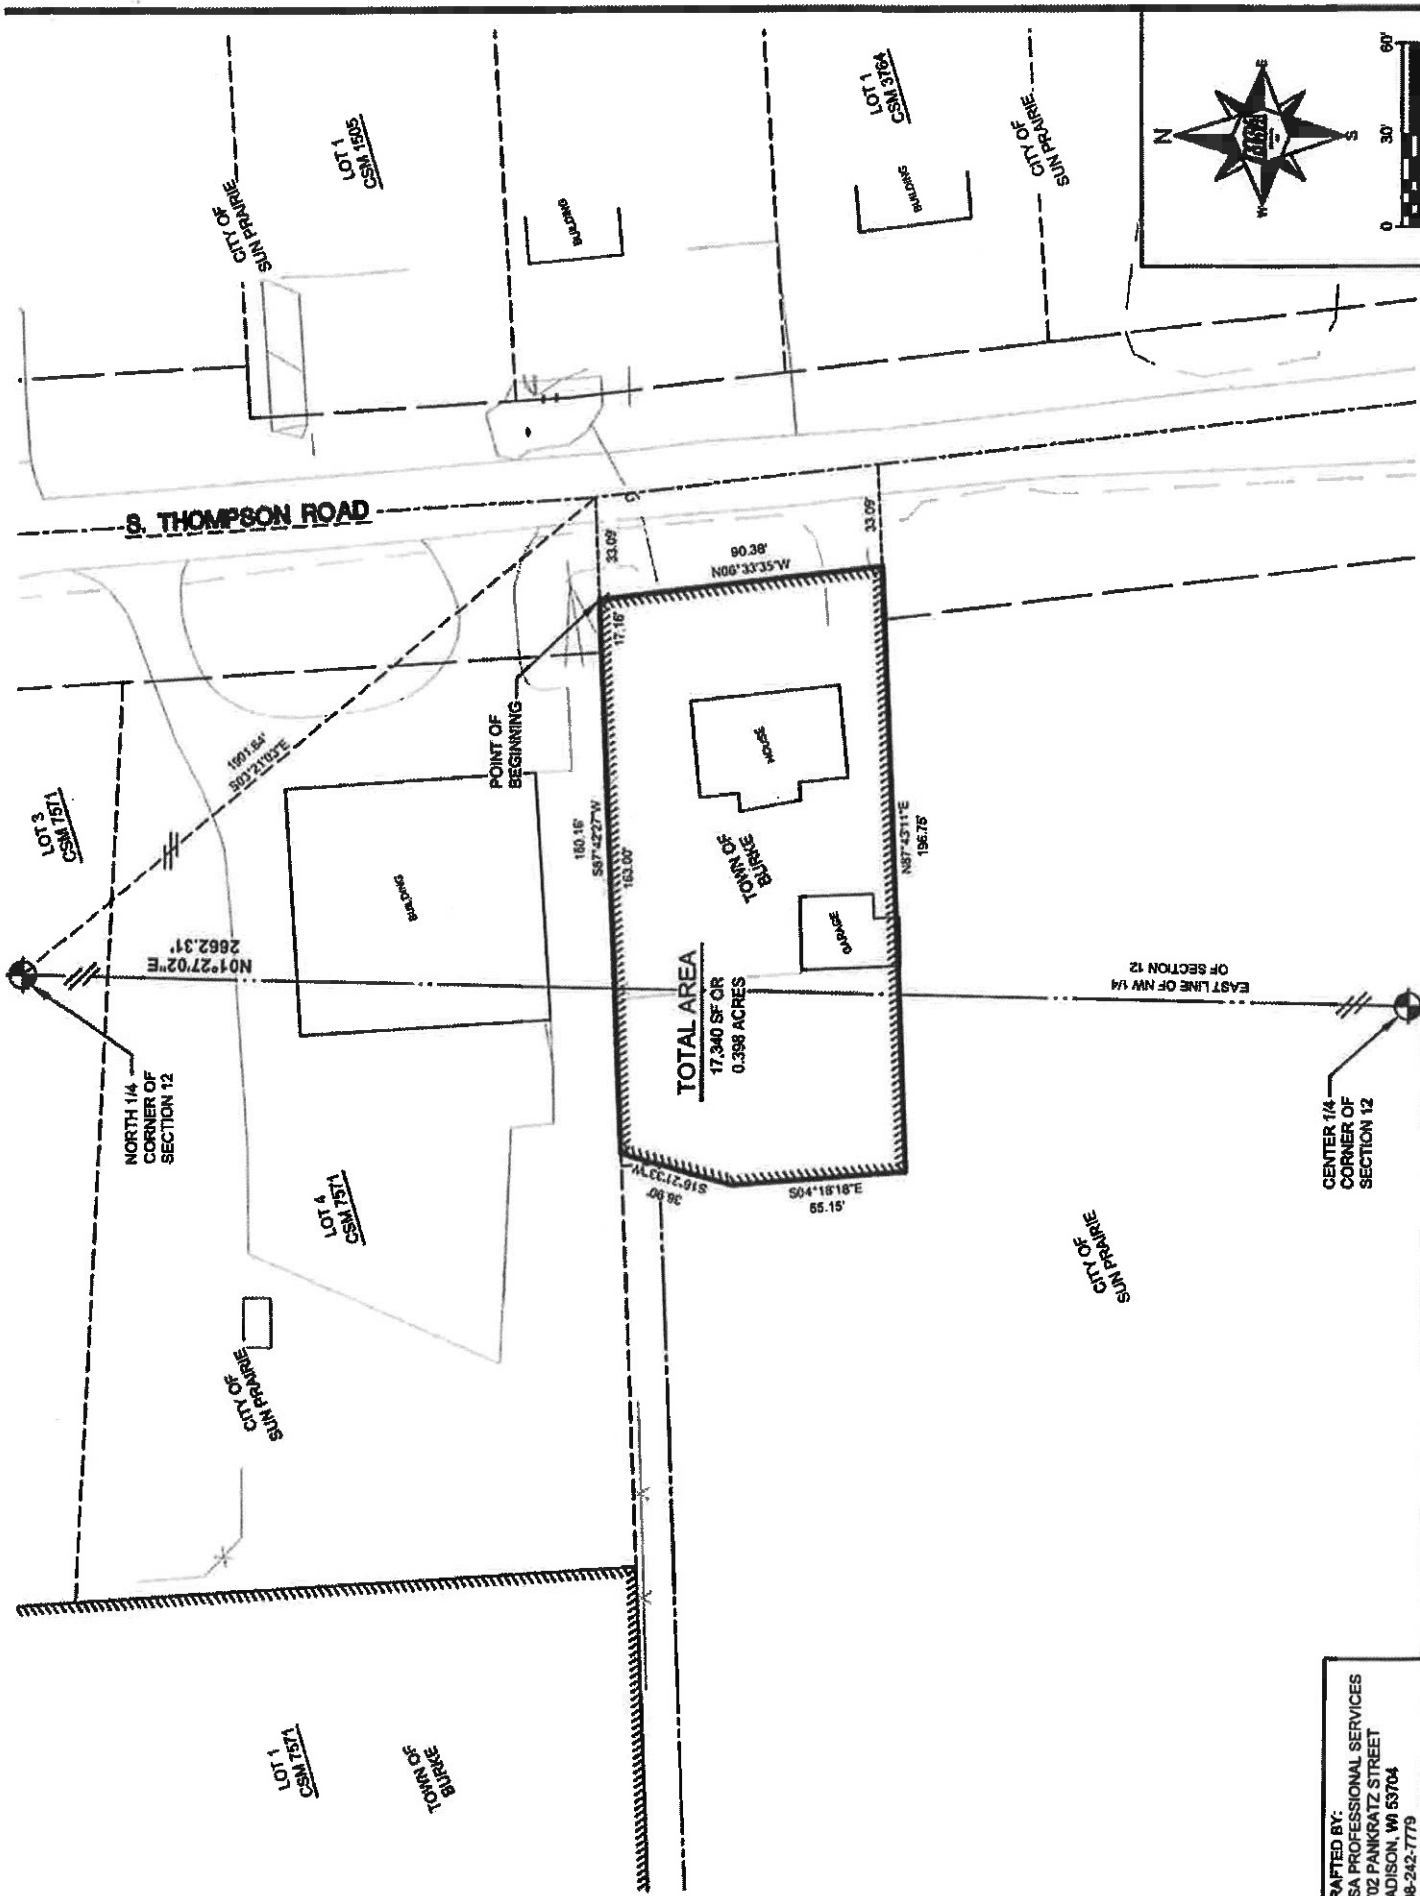 CITY OF
SUN PRAIRIE
LOT 1
CSM 1505
BUILDING
LOT 1
CSM 3764
BUILDING
CITY OF
SUN PRAIRIE
N
E
S
W
0
30'
60'
S. THOMPSON ROAD
33.09'
33.09'
90.38'
N06°33'35"W
17.16'
POINT OF
BEGINNING
LOT 3
CSM 7571
S03°21'03"E
180.16'
S87°42'27"W
163.00'
HOUSE
TOWN OF
BURKE
GARAGE
N87°43'11"E
196.75'
BUILDING
N01°27'02"E
2662.31'
NORTH 1/4
CORNER OF
SECTION 12
TOTAL AREA
17,340 SF OR
0.398 ACRES
EAST LINE OF NW 1/4
OF SECTION 12
CENTER 1/4
CORNER OF
SECTION 12
LOT 4
CSM 7571
S16°21'33"W
36.90'
S04°18'18"E
65.15'
CITY OF
SUN PRAIRIE
CITY OF
SUN PRAIRIE
LOT 1
CSM 7571
TOWN OF
BURKE
RAFTED BY:
SA PROFESSIONAL SERVICES
02 PANKRATZ STREET
ADISON, WI 53704
08-242-7779